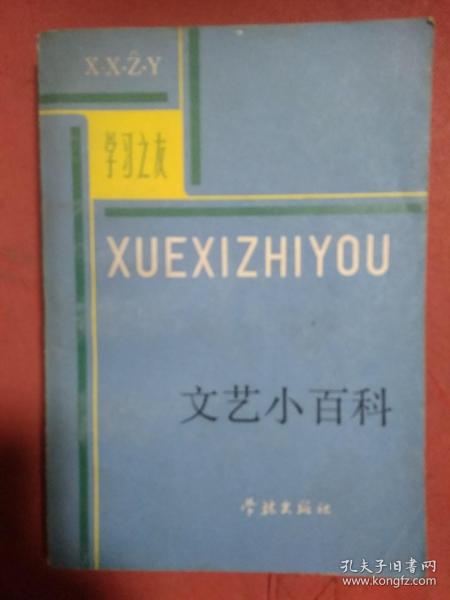 X·X·Ẑ·Y
学习之友
XUEXIZHIYOU
文艺小百科
学林出版社
孔夫子旧书网
www.kongfz.com